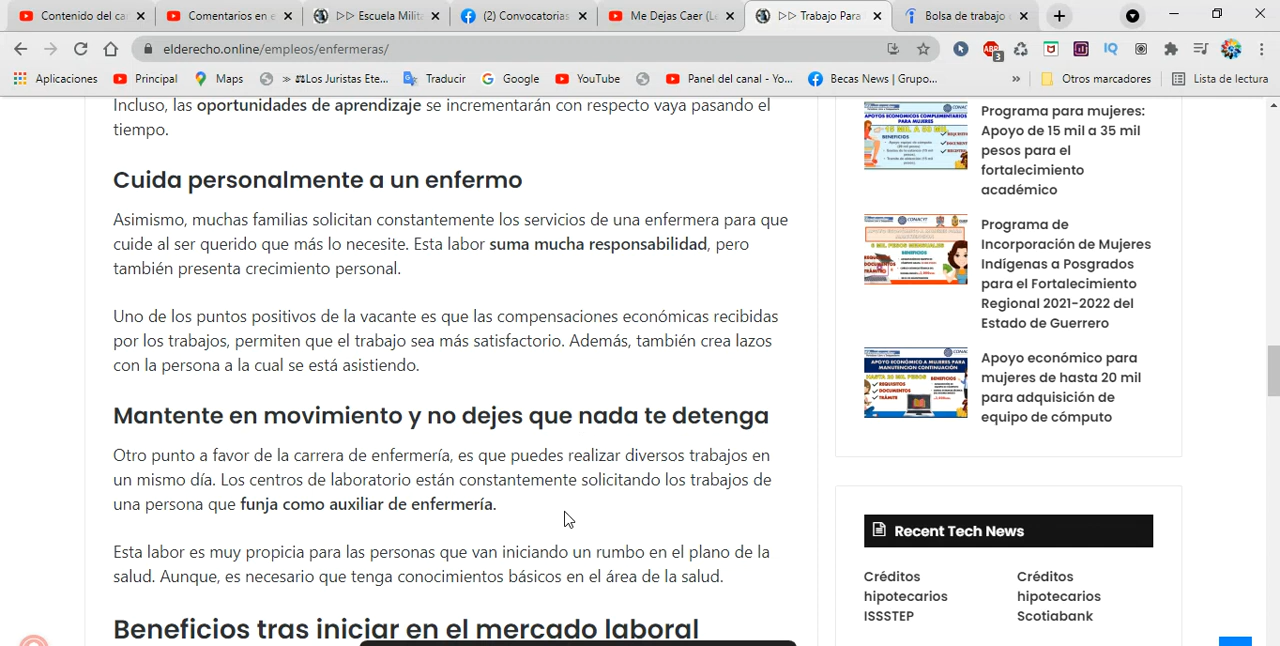 Contenido del ca
Comentarios en e
>> Escuela Milita
(2) Convocatorias
Me Dejas Caer (Le
>> Trabajo Para
Bolsa de trabajo
elderecho.online/empleos/enfermeras/
Aplicaciones
Principal
Maps
» ⚖Los Juristas Ete...
Traducir
Google
YouTube
Panel del canal - Yo...
Becas News | Grupo...
»
Otros marcadores
Lista de lectura
Incluso, las oportunidades de aprendizaje se incrementarán con respecto vaya pasando el
tiempo.
Cuida personalmente a un enfermo
Asimismo, muchas familias solicitan constantemente los servicios de una enfermera para que
cuide al ser querido que más lo necesite. Esta labor suma mucha responsabilidad, pero
también presenta crecimiento personal.
Uno de los puntos positivos de la vacante es que las compensaciones económicas recibidas
por los trabajos, permiten que el trabajo sea más satisfactorio. Además, también crea lazos
con la persona a la cual se está asistiendo.
Mantente en movimiento y no dejes que nada te detenga
Otro punto a favor de la carrera de enfermería, es que puedes realizar diversos trabajos en
un mismo día. Los centros de laboratorio están constantemente solicitando los trabajos de
una persona que funja como auxiliar de enfermería.
Esta labor es muy propicia para las personas que van iniciando un rumbo en el plano de la
salud. Aunque, es necesario que tenga conocimientos básicos en el área de la salud.
Beneficios tras iniciar en el mercado laboral
Programa para mujeres:
Apoyo de 15 mil a 35 mil
pesos para el
fortalecimiento
académico
Programa de
Incorporación de Mujeres
Indígenas a Posgrados
para el Fortalecimiento
Regional 2021-2022 del
Estado de Guerrero
Apoyo económico para
mujeres de hasta 20 mil
para adquisición de
equipo de cómputo
Recent Tech News
Créditos
hipotecarios
ISSSTEP
Créditos
hipotecarios
Scotiabank